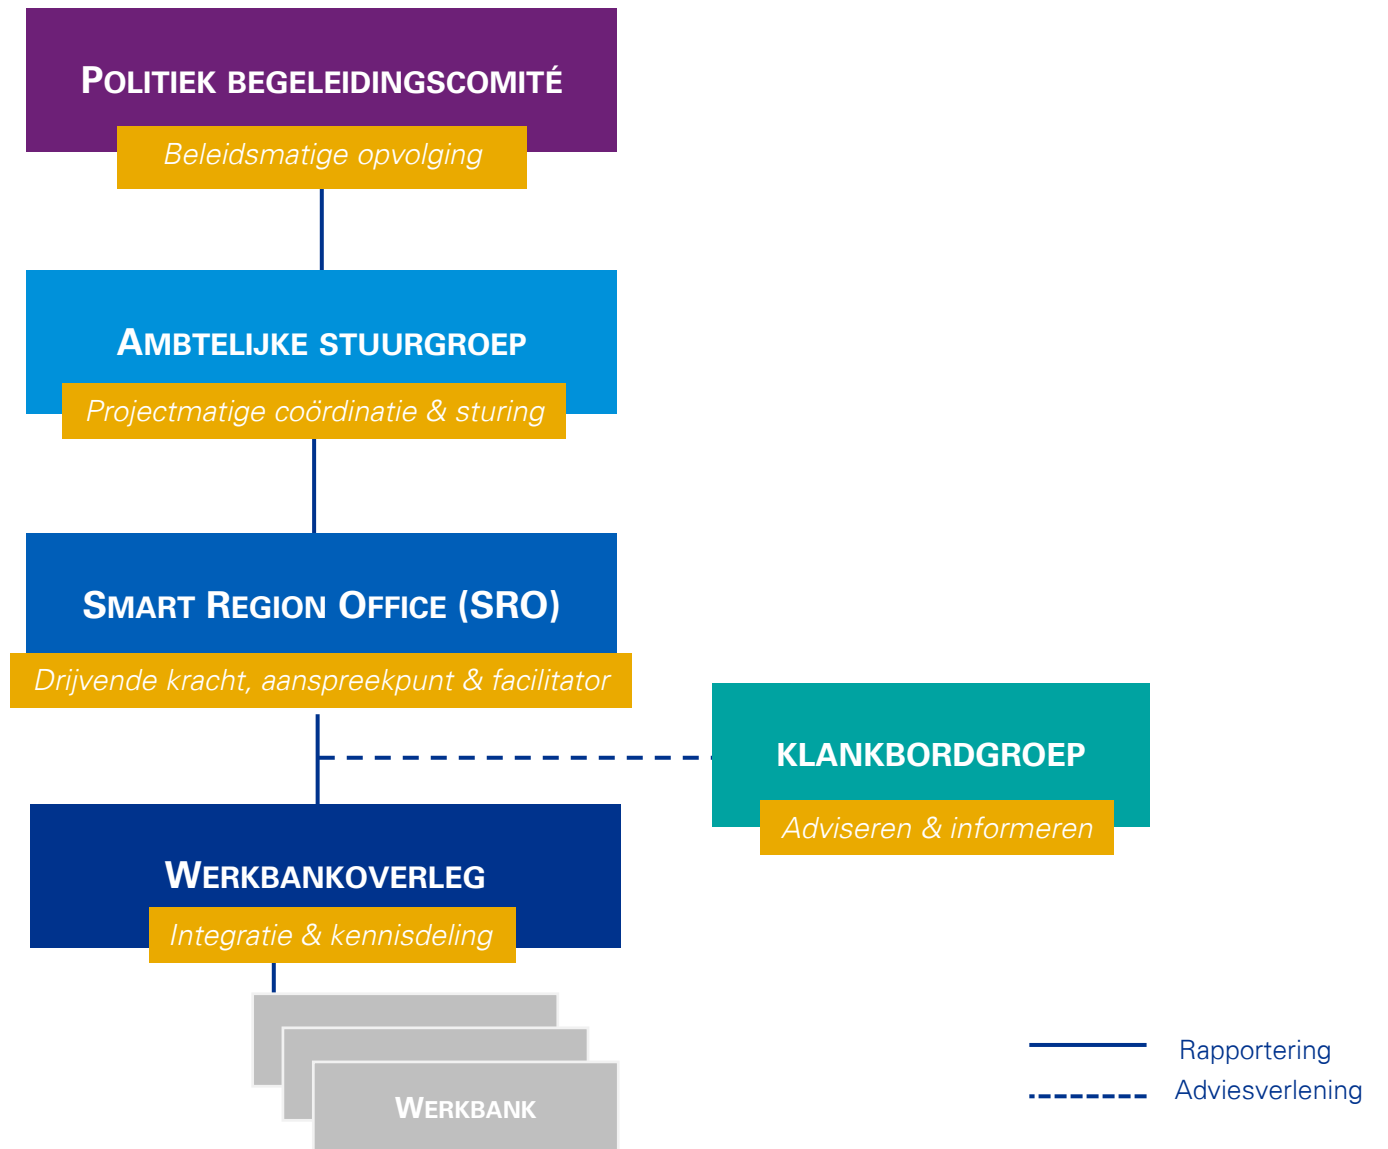 POLITIEK BEGELEIDINGSCOMITÉ
Beleidsmatige opvolging
AMBTELIJKE STUURGROEP
Projectmatige coördinatie & sturing
SMART REGION OFFICE (SRO)
Drijvende kracht, aanspreekpunt & facilitator
KLANKBORDGROEP
Adviseren & informeren
WERKBANKOVERLEG
Integratie & kennisdeling
WERKBANK
Rapportering
Adviesverlening